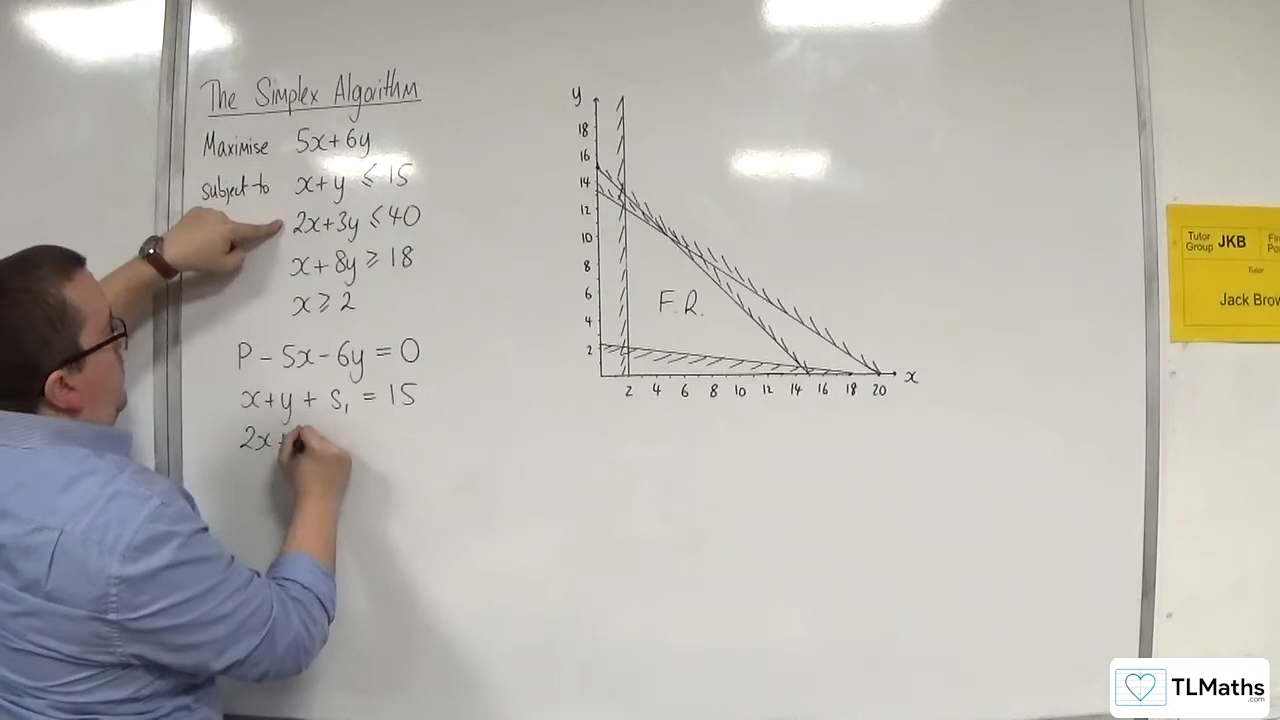 The Simplex Algorithm
Maximise 5x+6y
subject to x+y ≤ 15
2x+3y ≤ 40
x+8y ≥ 18
x ≥ 2
P - 5x - 6y = 0
x+y + S₁ = 15
2x +
y
18
16
14
12
10
8
6
4
2
F.R.
2 4 6 8 10 12 14 16 18 20 x
Tutor Group JKB
Tutor
Jack Brow
TLMaths
.com